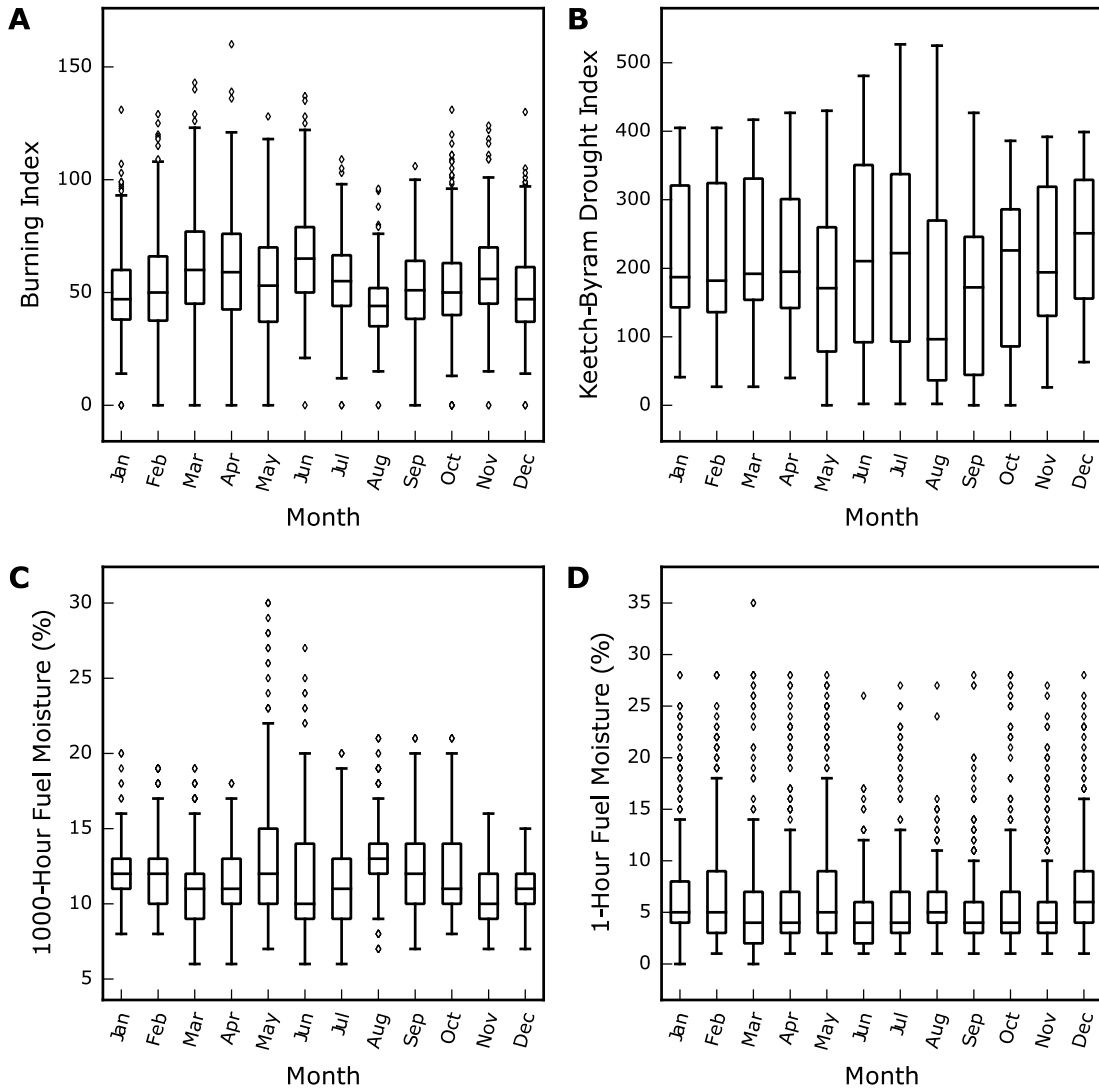 A
Burning Index
150
100
50
0
Jan Feb Mar Apr May Jun Jul Aug Sep Oct Nov Dec
Month
B
Keetch-Byram Drought Index
500
400
300
200
100
0
Jan Feb Mar Apr May Jun Jul Aug Sep Oct Nov Dec
Month
C
1000-Hour Fuel Moisture (%)
30
25
20
15
10
5
Jan Feb Mar Apr May Jun Jul Aug Sep Oct Nov Dec
Month
D
1-Hour Fuel Moisture (%)
35
30
25
20
15
10
5
0
Jan Feb Mar Apr May Jun Jul Aug Sep Oct Nov Dec
Month